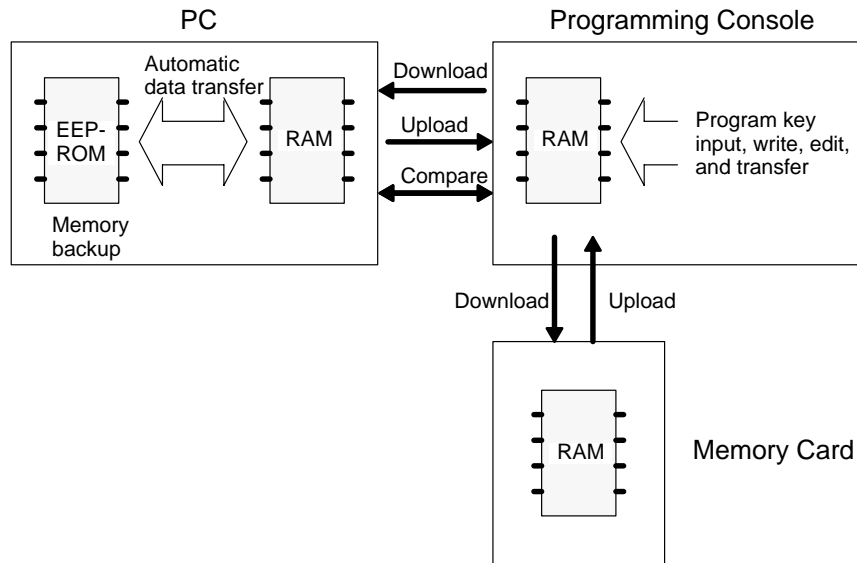 PC
Programming Console
Automatic
data transfer
EEP-
ROM
RAM
Memory
backup
Download
Upload
Compare
RAM
Program key
input, write, edit,
and transfer
Download
Upload
RAM
Memory Card